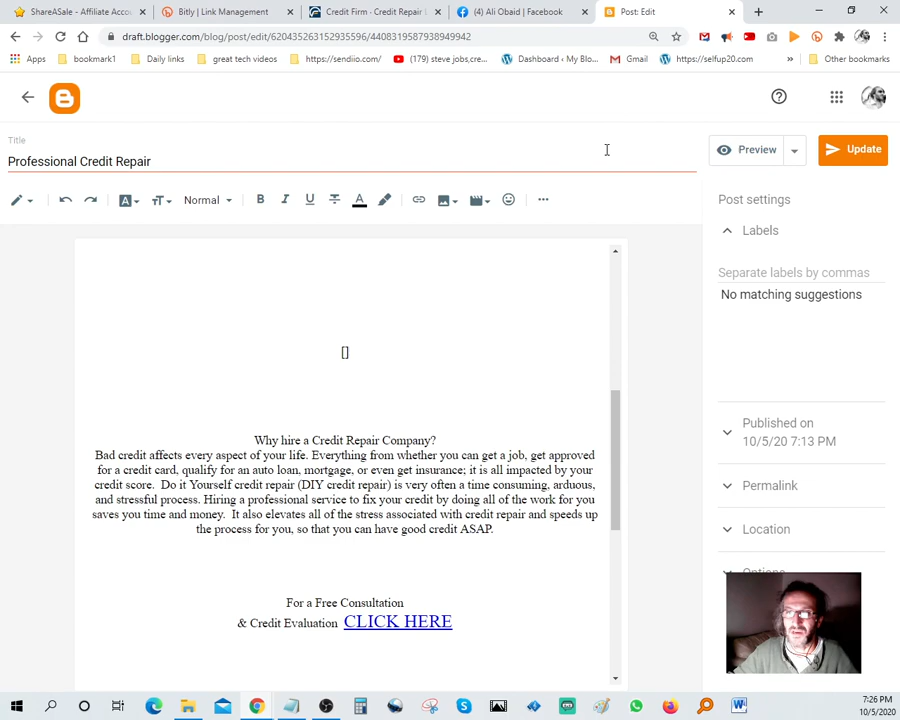 ShareASale - Affiliate Accou
Bitly | Link Management
Credit Firm - Credit Repair
(4) Ali Obaid | Facebook
Post: Edit
draft.blogger.com/blog/post/edit/620435263152935596/4408319587938949942
Apps
bookmark1
Daily links
great tech videos
https://sendiio.com/
(179) steve jobs,cre...
Dashboard ‹ My Blo...
Gmail
https://selfup20.com
»
Other bookmarks
Title
Professional Credit Repair
Preview
Update
Normal
B I U A
Post settings
Labels
Separate labels by commas
No matching suggestions
[]
Why hire a Credit Repair Company?
Bad credit affects every aspect of your life. Everything from whether you can get a job, get approved
for a credit card, qualify for an auto loan, mortgage, or even get insurance; it is all impacted by your
credit score. Do it Yourself credit repair (DIY credit repair) is very often a time consuming, arduous,
and stressful process. Hiring a professional service to fix your credit by doing all of the work for you
saves you time and money. It also elevates all of the stress associated with credit repair and speeds up
the process for you, so that you can have good credit ASAP.
For a Free Consultation
& Credit Evaluation CLICK HERE
Published on
10/5/20 7:13 PM
Permalink
Location
Options
7:26 PM
10/5/2020